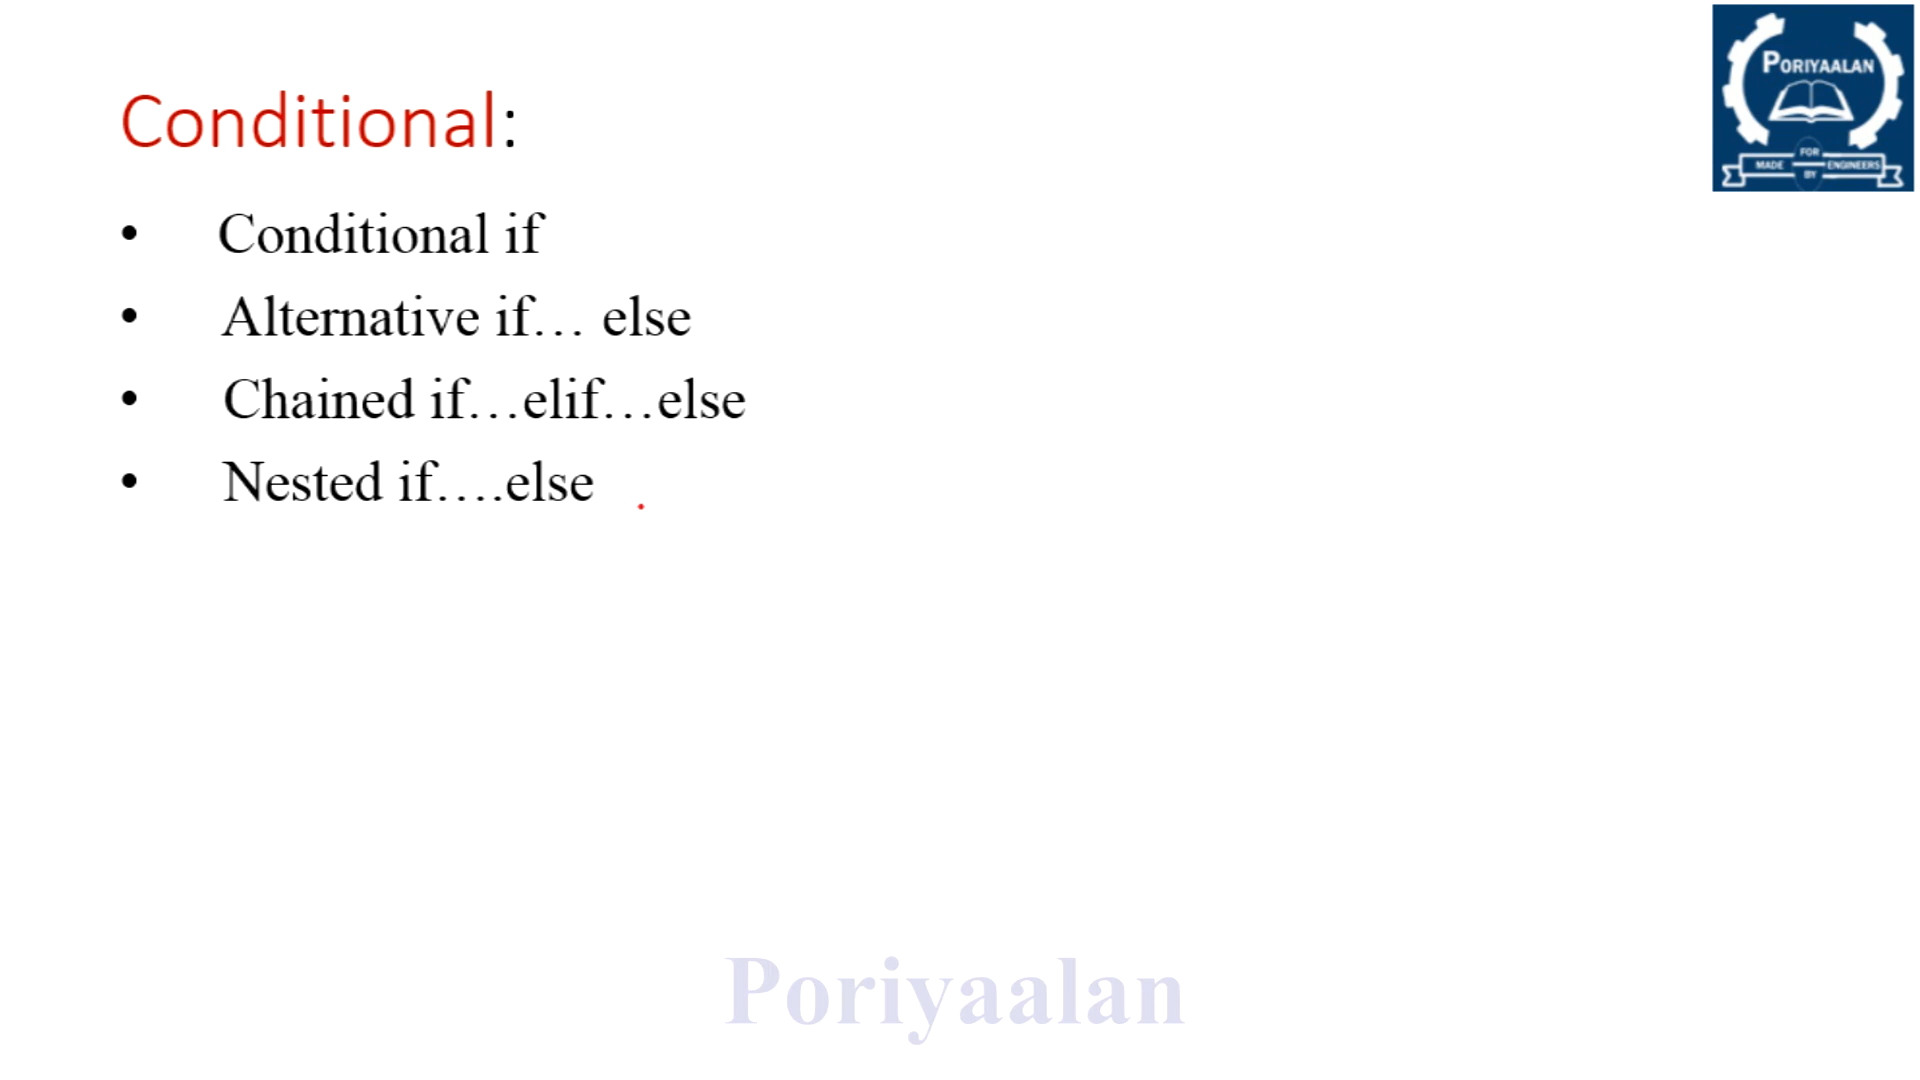 PORIYAALAN
FOR
MADE ENGINEERS
BY
Conditional:
• Conditional if
• Alternative if… else
• Chained if…elif…else
• Nested if….else
Poriyaalan